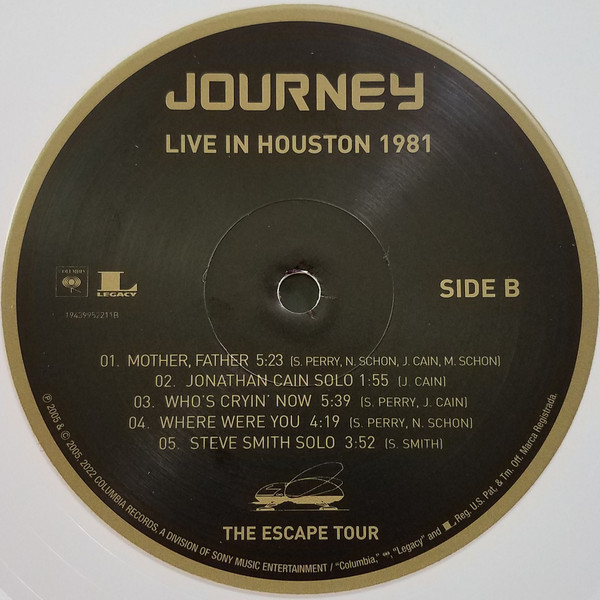 JOURNEY
LIVE IN HOUSTON 1981
COLUMBIA
LEGACY
SIDE B
19439952211B
01. MOTHER, FATHER 5:23 (S. PERRY, N. SCHON, J. CAIN, M. SCHON)
02. JONATHAN CAIN SOLO 1:55 (J. CAIN)
03. WHO'S CRYIN' NOW 5:39 (S. PERRY, J. CAIN)
04. WHERE WERE YOU 4:19 (S. PERRY, N. SCHON)
05. STEVE SMITH SOLO 3:52 (S. SMITH)
THE ESCAPE TOUR
℗ 2005 & © 2005, 2022 COLUMBIA RECORDS, A DIVISION OF SONY MUSIC ENTERTAINMENT / "Columbia," "Legacy" and L Reg. U.S. Pat. & Tm. Off. Marca Registrada.